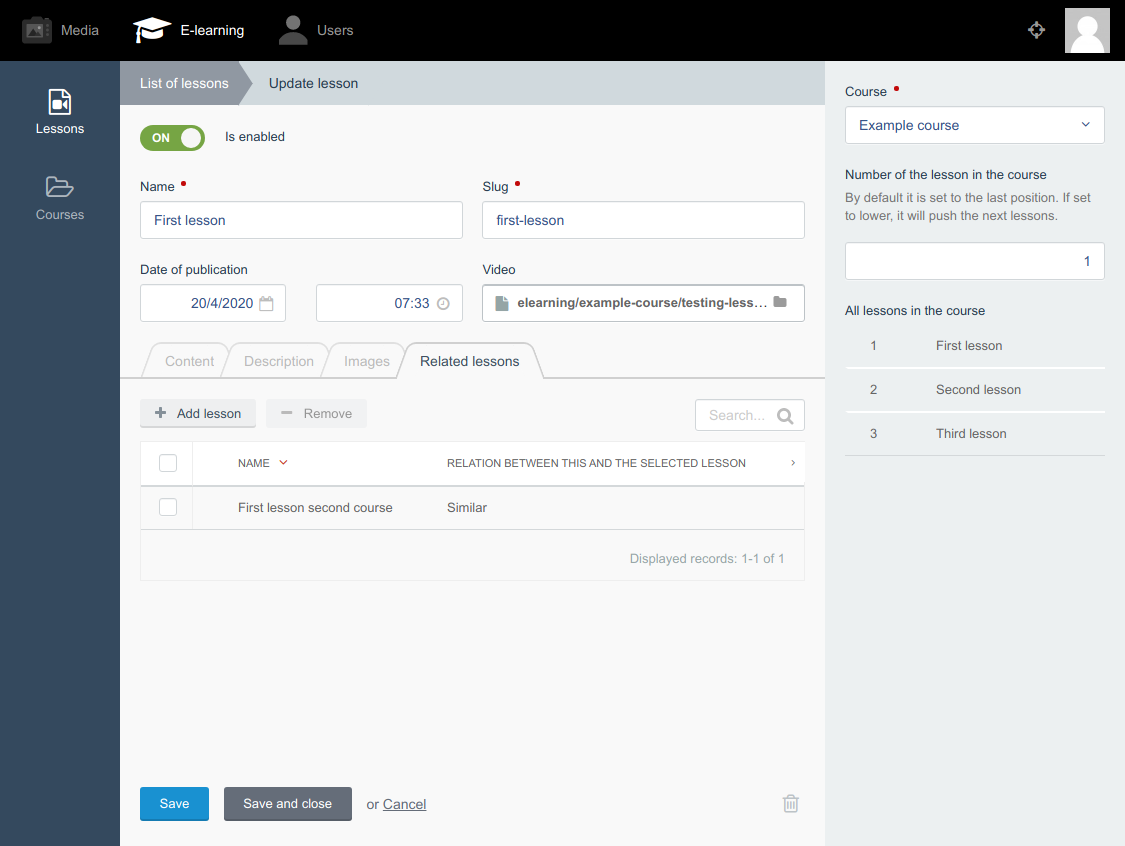 Media
E-learning
Users
Lessons
Courses
List of lessons
Update lesson
ON
Is enabled
Name
Slug
First lesson
first-lesson
Date of publication
Video
20/4/2020
07:33
elearning/example-course/testing-less...
Content
Description
Images
Related lessons
Add lesson
Remove
Search...
NAME
RELATION BETWEEN THIS AND THE SELECTED LESSON
First lesson second course
Similar
Displayed records: 1-1 of 1
Save
Save and close
or Cancel
Course
Example course
Number of the lesson in the course
By default it is set to the last position. If set
to lower, it will push the next lessons.
1
All lessons in the course
1 First lesson
2 Second lesson
3 Third lesson